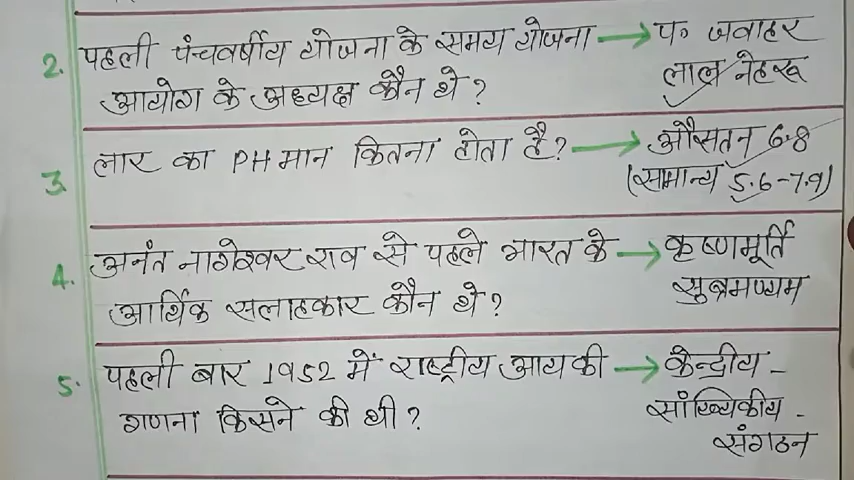 2. पहली पंचवर्षीय योजना के समय योजना → पं० जवाहर
आयोग के अध्यक्ष कौन थे ? लाल नेहरू
3. लार का PH मान कितना होता है? → औसतन 6.8
(सामान्य 5.6-7.9)
4. अनंत नागेश्वर राव से पहले भारत के → कृष्णमूर्ति
आर्थिक सलाहकार कौन थे ? सुब्रमण्यम
5. पहली बार 1952 में राष्ट्रीय आय की → केन्द्रीय -
गणना किसने की थी ? सांख्यिकीय -
संगठन